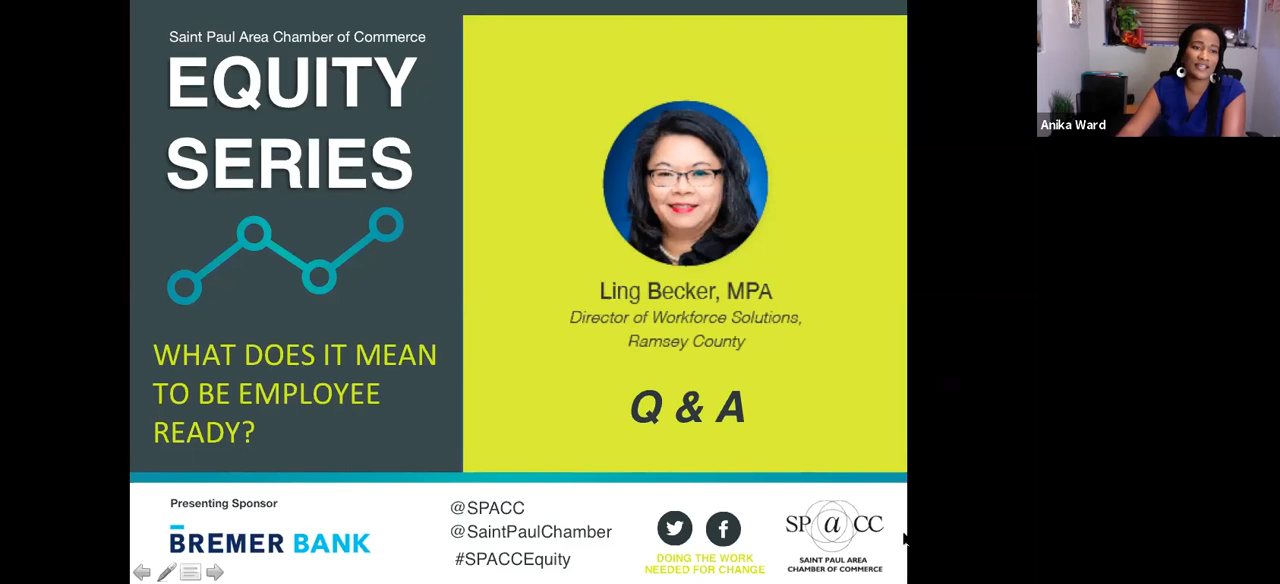 Saint Paul Area Chamber of Commerce
EQUITY
SERIES
WHAT DOES IT MEAN
TO BE EMPLOYEE
READY?
Ling Becker, MPA
Director of Workforce Solutions,
Ramsey County
Q & A
Anika Ward
Presenting Sponsor
BREMER BANK
@SPACC
@SaintPaulChamber
#SPACCEquity
DOING THE WORK
NEEDED FOR CHANGE
SPaCC
SAINT PAUL AREA
CHAMBER OF COMMERCE